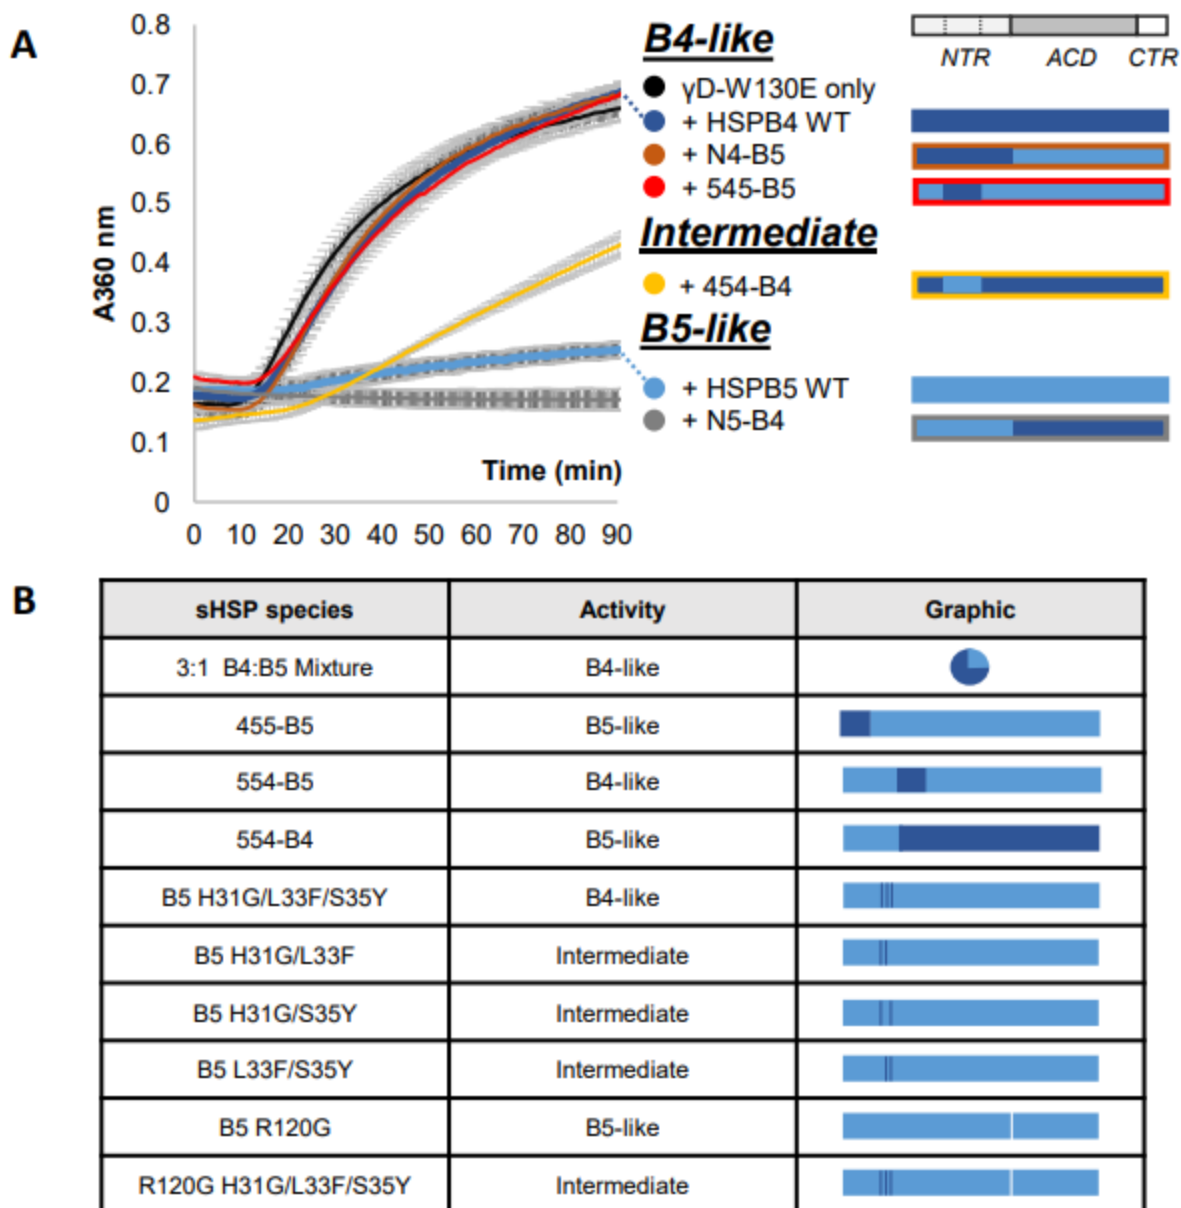 A
0.8
0.7
0.6
0.5
0.4
0.3
0.2
0.1
0
A360 nm
0 10 20 30 40 50 60 70 80 90
Time (min)
B4-like
γD-W130E only
+ HSPB4 WT
+ N4-B5
+ 545-B5
Intermediate
+ 454-B4
B5-like
+ HSPB5 WT
+ N5-B4
NTR ACD CTR
B
sHSP species Activity Graphic
3:1 B4:B5 Mixture B4-like
455-B5 B5-like
554-B5 B4-like
554-B4 B5-like
B5 H31G/L33F/S35Y B4-like
B5 H31G/L33F Intermediate
B5 H31G/S35Y Intermediate
B5 L33F/S35Y Intermediate
B5 R120G B5-like
R120G H31G/L33F/S35Y Intermediate